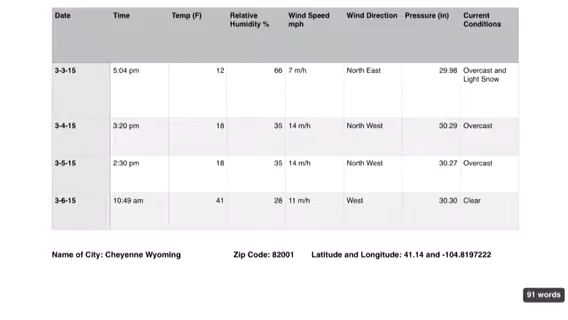 Date Time Temp (F) Relative Humidity % Wind Speed mph Wind Direction Pressure (in) Current Conditions
3-3-15 5:04 pm 12 66 7 m/h North East 29.98 Overcast and Light Snow
3-4-15 3:20 pm 18 35 14 m/h North West 30.29 Overcast
3-5-15 2:30 pm 18 35 14 m/h North West 30.27 Overcast
3-6-15 10:49 am 41 28 11 m/h West 30.30 Clear
Name of City: Cheyenne Wyoming Zip Code: 82001 Latitude and Longitude: 41.14 and -104.8197222
91 words